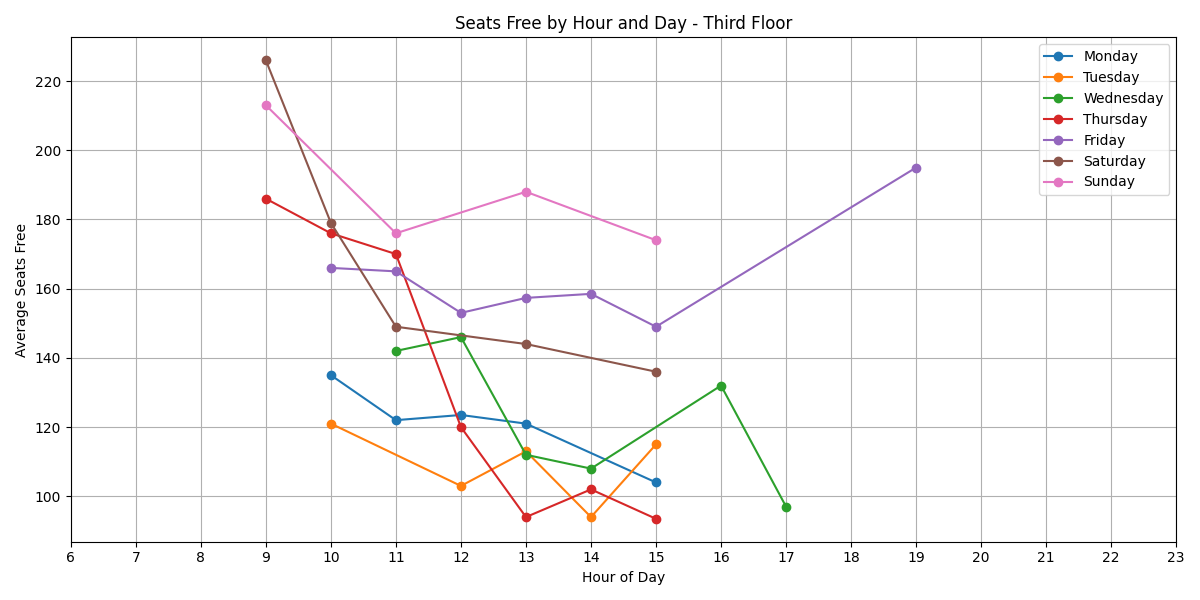 Seats Free by Hour and Day - Third Floor
Average Seats Free
220
200
180
160
140
120
100
Monday
Tuesday
Wednesday
Thursday
Friday
Saturday
Sunday
6 7 8 9 10 11 12 13 14 15 16 17 18 19 20 21 22 23
Hour of Day